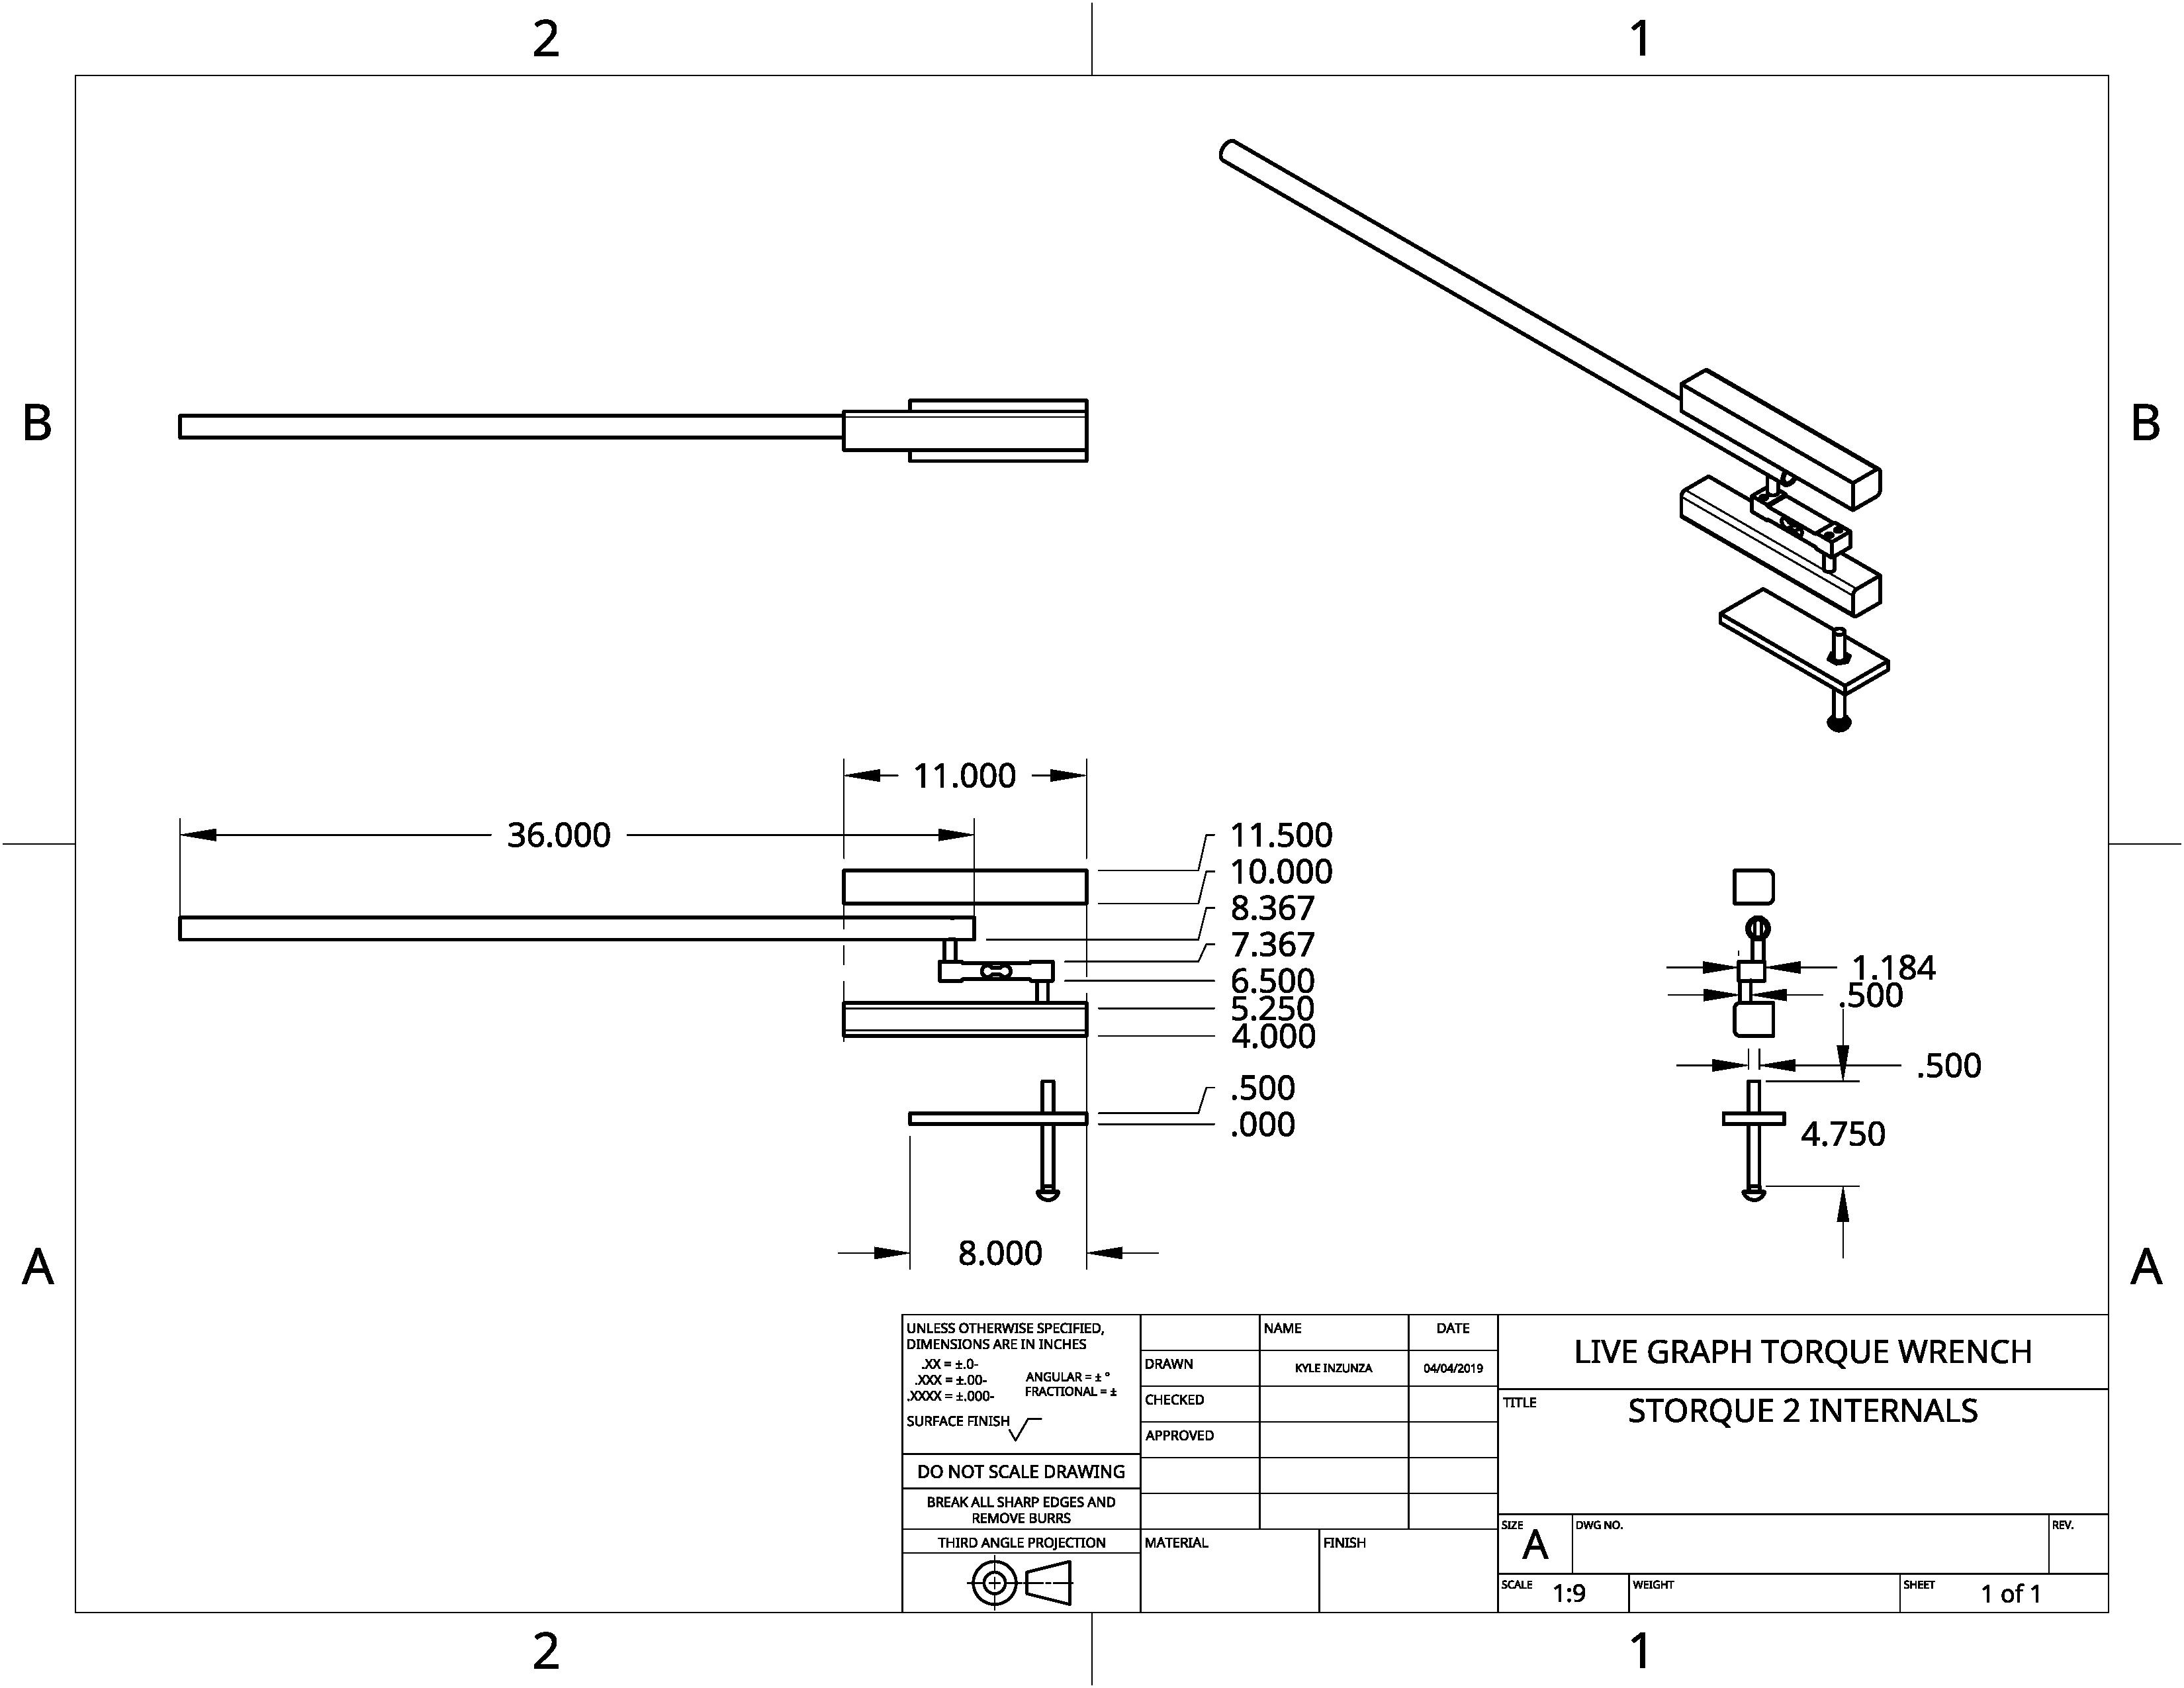 2
1
B
B
11.000
36.000
11.500
10.000
8.367
7.367
6.500
5.250
4.000
.500
.000
8.000
1.184
.500
.500
4.750
A
A
UNLESS OTHERWISE SPECIFIED,
DIMENSIONS ARE IN INCHES
.XX = ±.0-
.XXX = ±.00-
.XXXX = ±.000-
ANGULAR = ± °
FRACTIONAL = ±
SURFACE FINISH
DO NOT SCALE DRAWING
BREAK ALL SHARP EDGES AND
REMOVE BURRS
THIRD ANGLE PROJECTION
NAME
DATE
DRAWN
KYLE INZUNZA
04/04/2019
CHECKED
APPROVED
MATERIAL
FINISH
LIVE GRAPH TORQUE WRENCH
TITLE
STORQUE 2 INTERNALS
SIZE
A
DWG NO.
REV.
SCALE
1:9
WEIGHT
SHEET
1 of 1
2
1